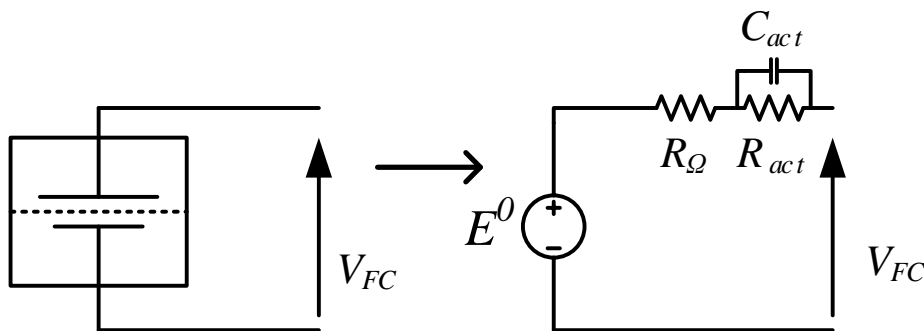 C_act
R_Ω
R_act
E^0
+
-
V_FC
V_FC